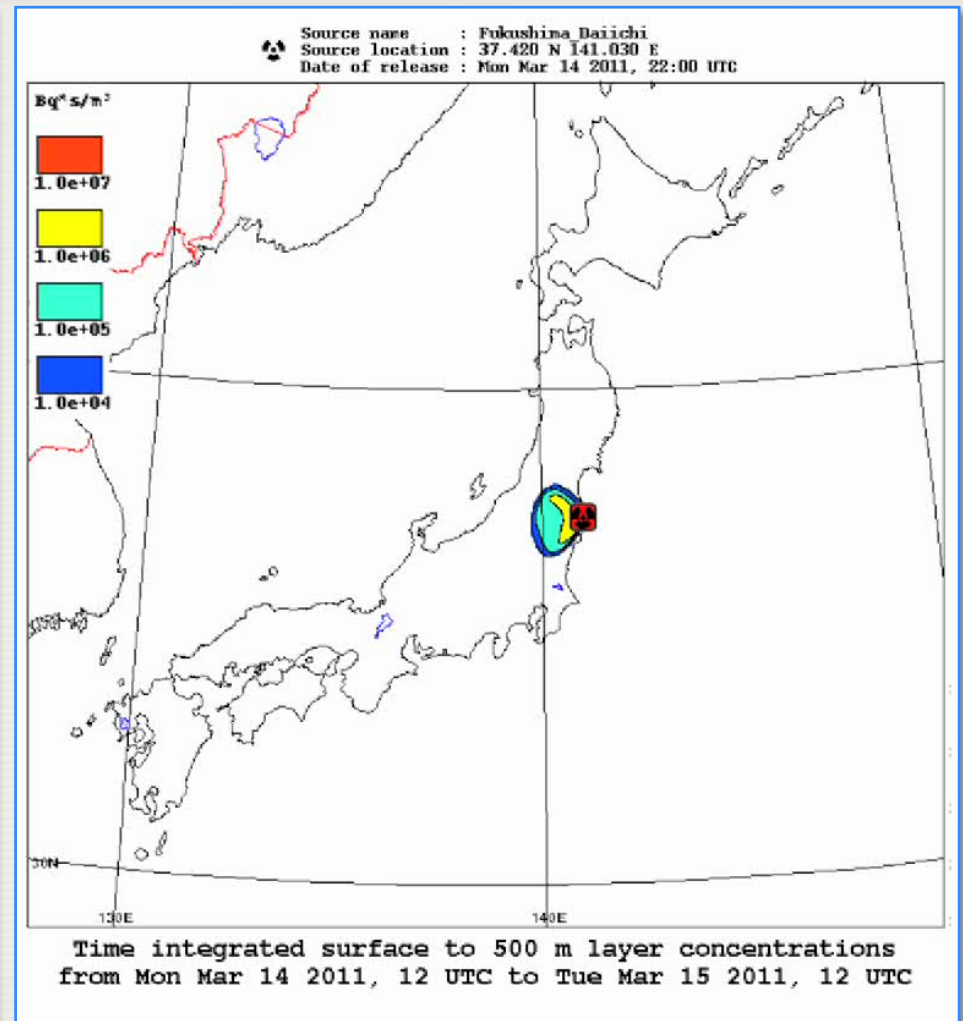 Source name : Fukushima_Daiichi
Source location : 37.420 N 141.030 E
Date of release : Mon Mar 14 2011, 22:00 UTC
Bq*s/m³
1.0e+07
1.0e+06
1.0e+05
1.0e+04
30N
130E
140E
Time integrated surface to 500 m layer concentrations
from Mon Mar 14 2011, 12 UTC to Tue Mar 15 2011, 12 UTC